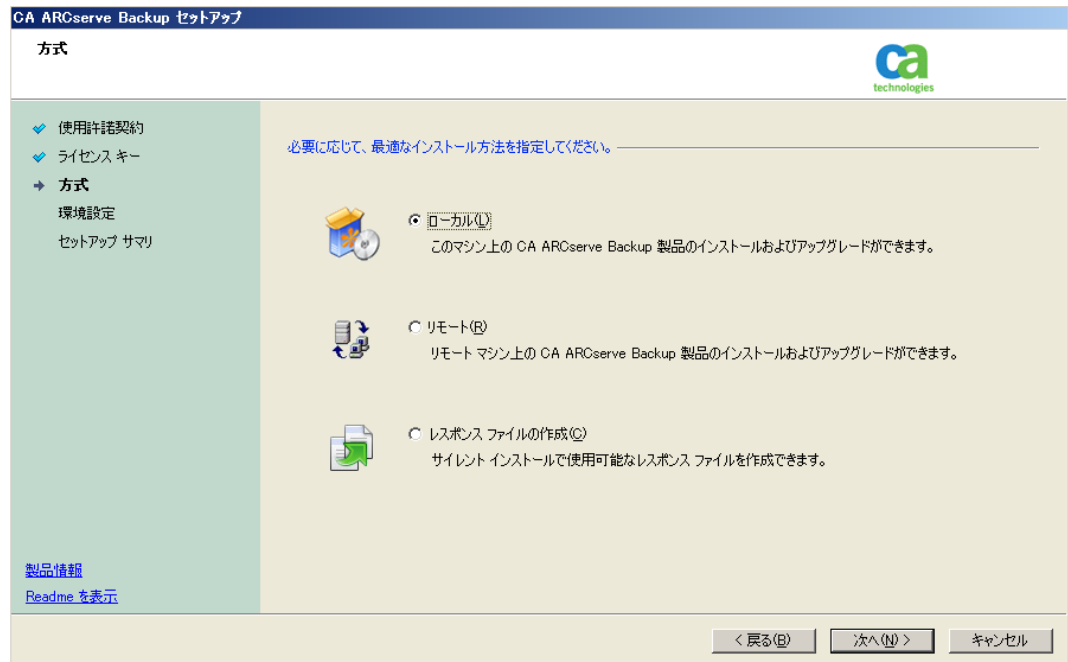 CA ARCserve Backup セットアップ
方式
ca
technologies
使用許諾契約
ライセンス キー
方式
環境設定
セットアップ サマリ
製品情報
Readme を表示
必要に応じて、最適なインストール方法を指定してください。
ローカル(L)
このマシン上の CA ARCserve Backup 製品のインストールおよびアップグレードができます。
リモート(R)
リモート マシン上の CA ARCserve Backup 製品のインストールおよびアップグレードができます。
レスポンス ファイルの作成(C)
サイレント インストールで使用可能なレスポンス ファイルを作成できます。
< 戻る(B)
次へ(N) >
キャンセル